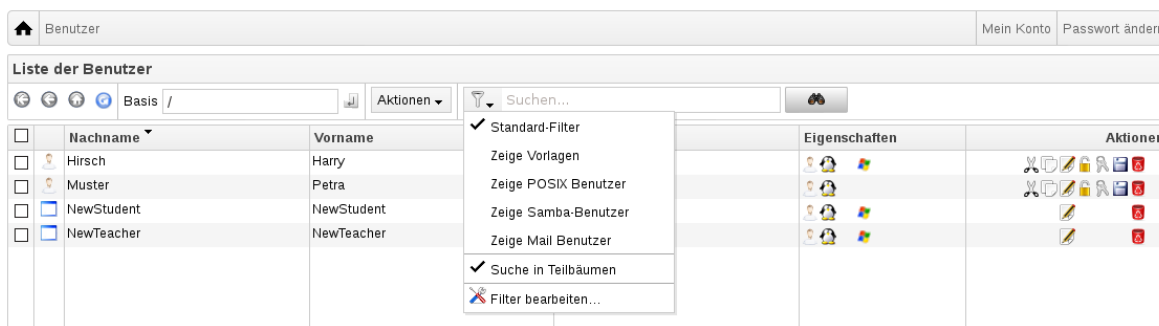 Benutzer Mein Konto Passwort ändern
Liste der Benutzer
Basis / Aktionen Suchen...
Nachname Vorname Eigenschaften Aktionen
Standard-Filter
Zeige Vorlagen
Zeige POSIX Benutzer
Zeige Samba-Benutzer
Zeige Mail Benutzer
Suche in Teilbäumen
Filter bearbeiten...
Hirsch Harry
Muster Petra
NewStudent NewStudent
NewTeacher NewTeacher